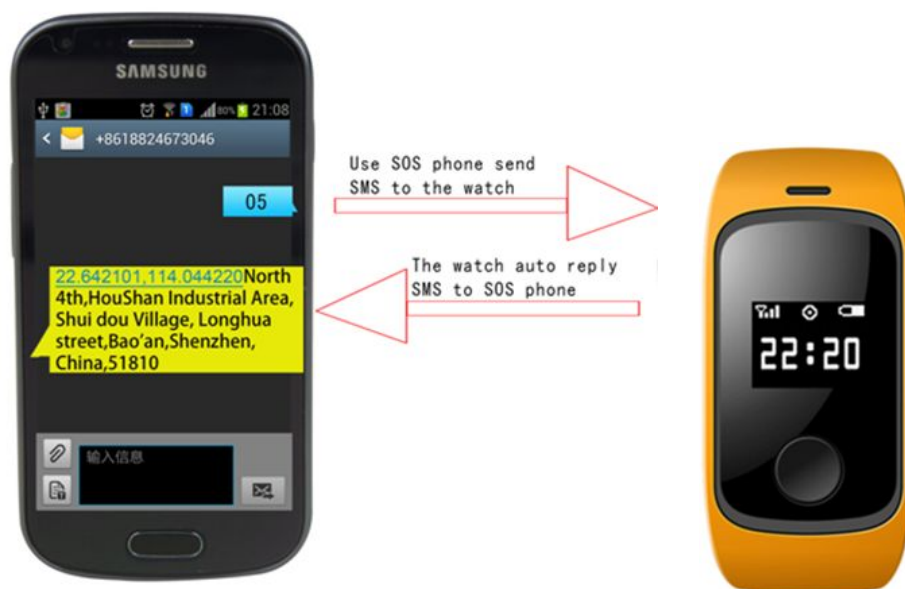 SAMSUNG
80% 21:08
+8618824673046
05
22.642101,114.044220North
4th,HouShan Industrial Area,
Shui dou Village, Longhua
street,Bao'an,Shenzhen,
China,51810
输入信息
Use SOS phone send
SMS to the watch
The watch auto reply
SMS to SOS phone
22:20